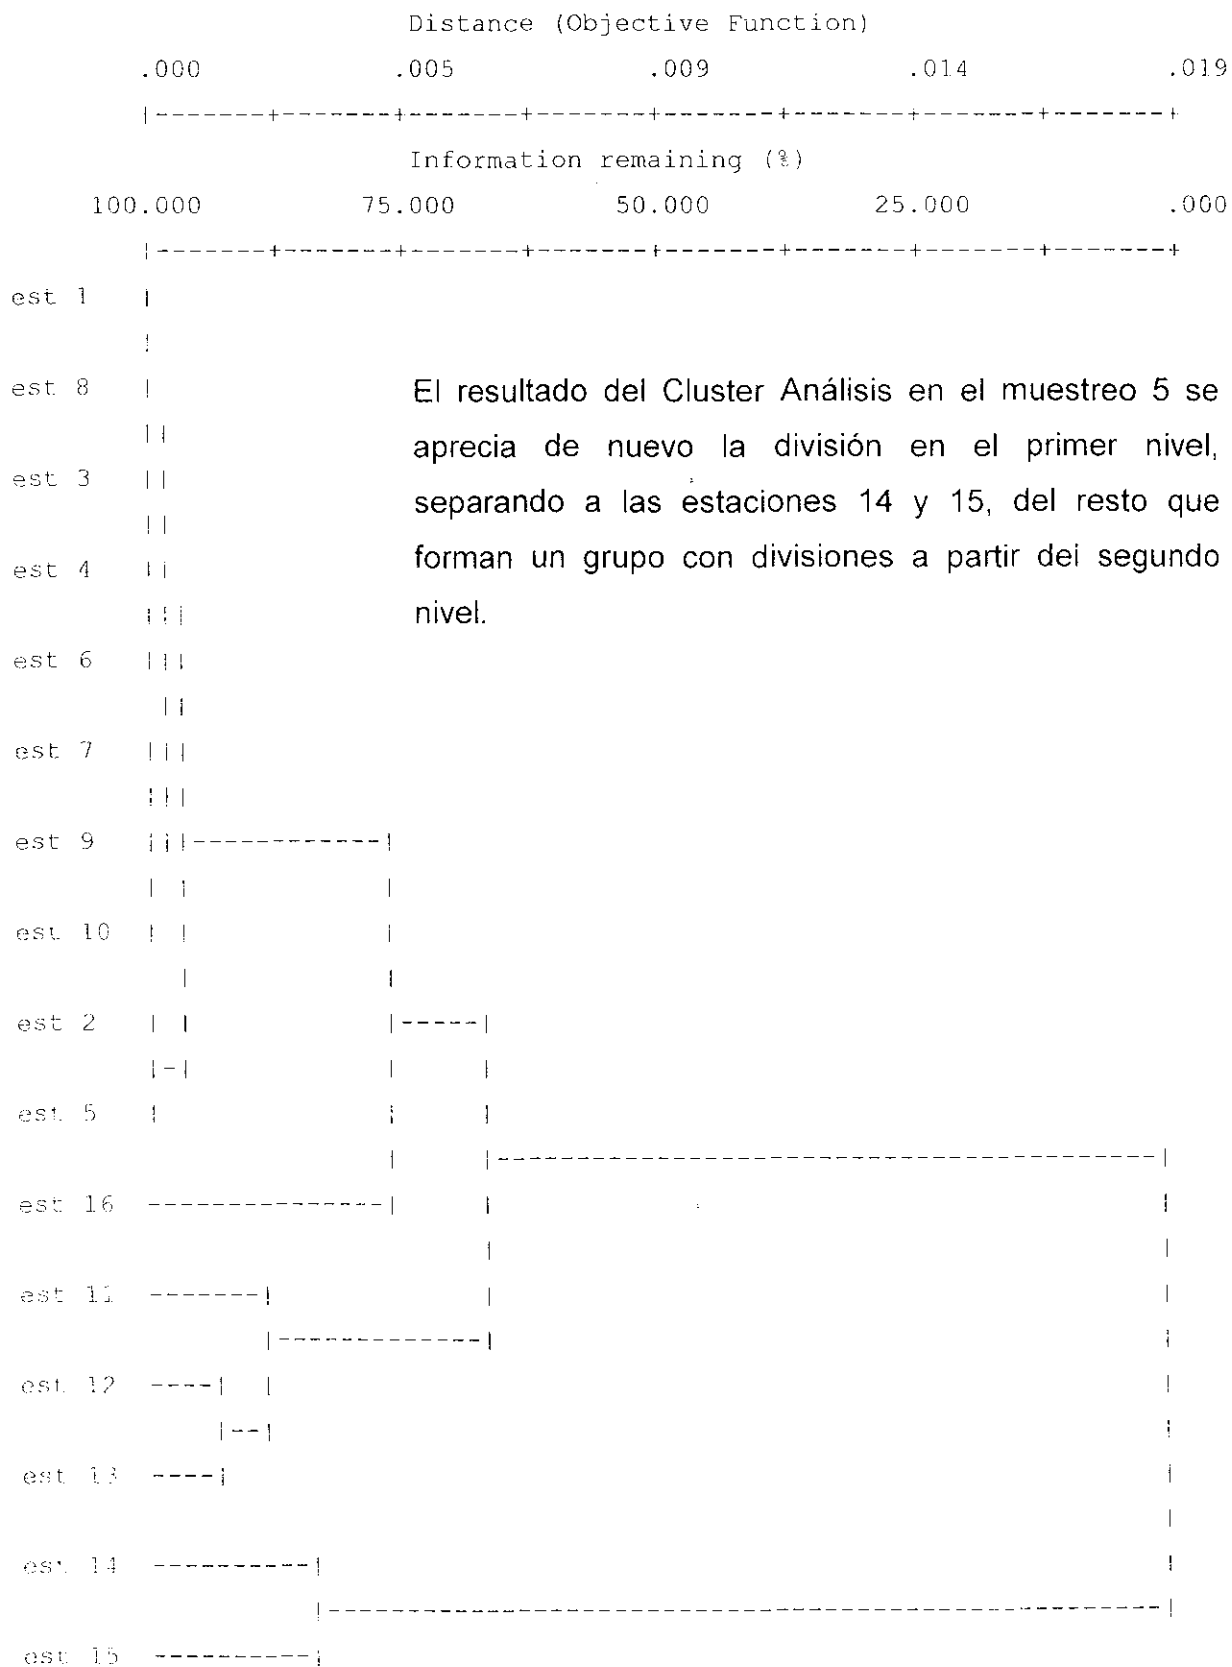 Distance (Objective Function)
.000 .005 .009 .014 .019
|-------+-------+-------+-------+-------+-------+-------+-------+
Information remaining (%)
100.000 75.000 50.000 25.000 .000
|-------+-------+-------+-------+-------+-------+-------+-------+
est 1
est 8
El resultado del Cluster Análisis en el muestreo 5 se
aprecia de nuevo la división en el primer nivel,
est 3
separando a las estaciones 14 y 15, del resto que
forman un grupo con divisiones a partir del segundo
est 4
nivel.
est 6
est 7
est 9
est 10
est 2
est 5
est 16
est 11
est 12
est 13
est 14
est 15